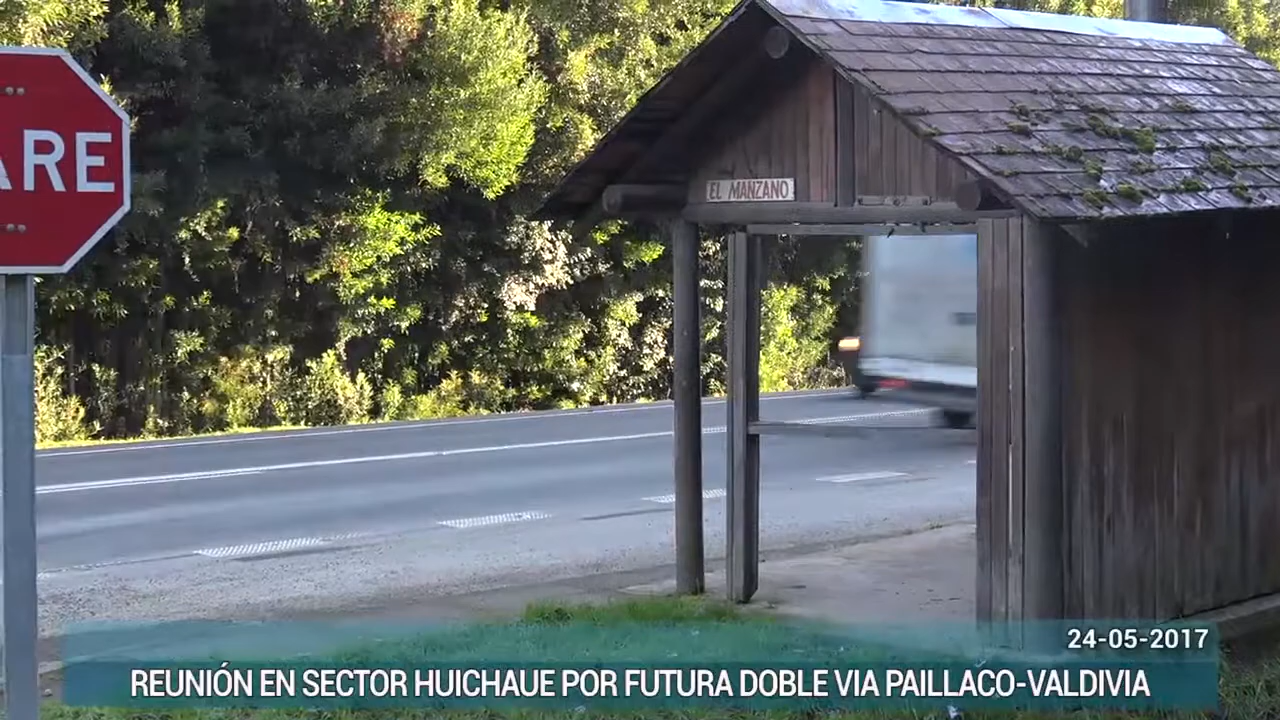 ARE
EL MANZANO
24-05-2017
REUNIÓN EN SECTOR HUICHAUE POR FUTURA DOBLE VIA PAILLACO-VALDIVIA